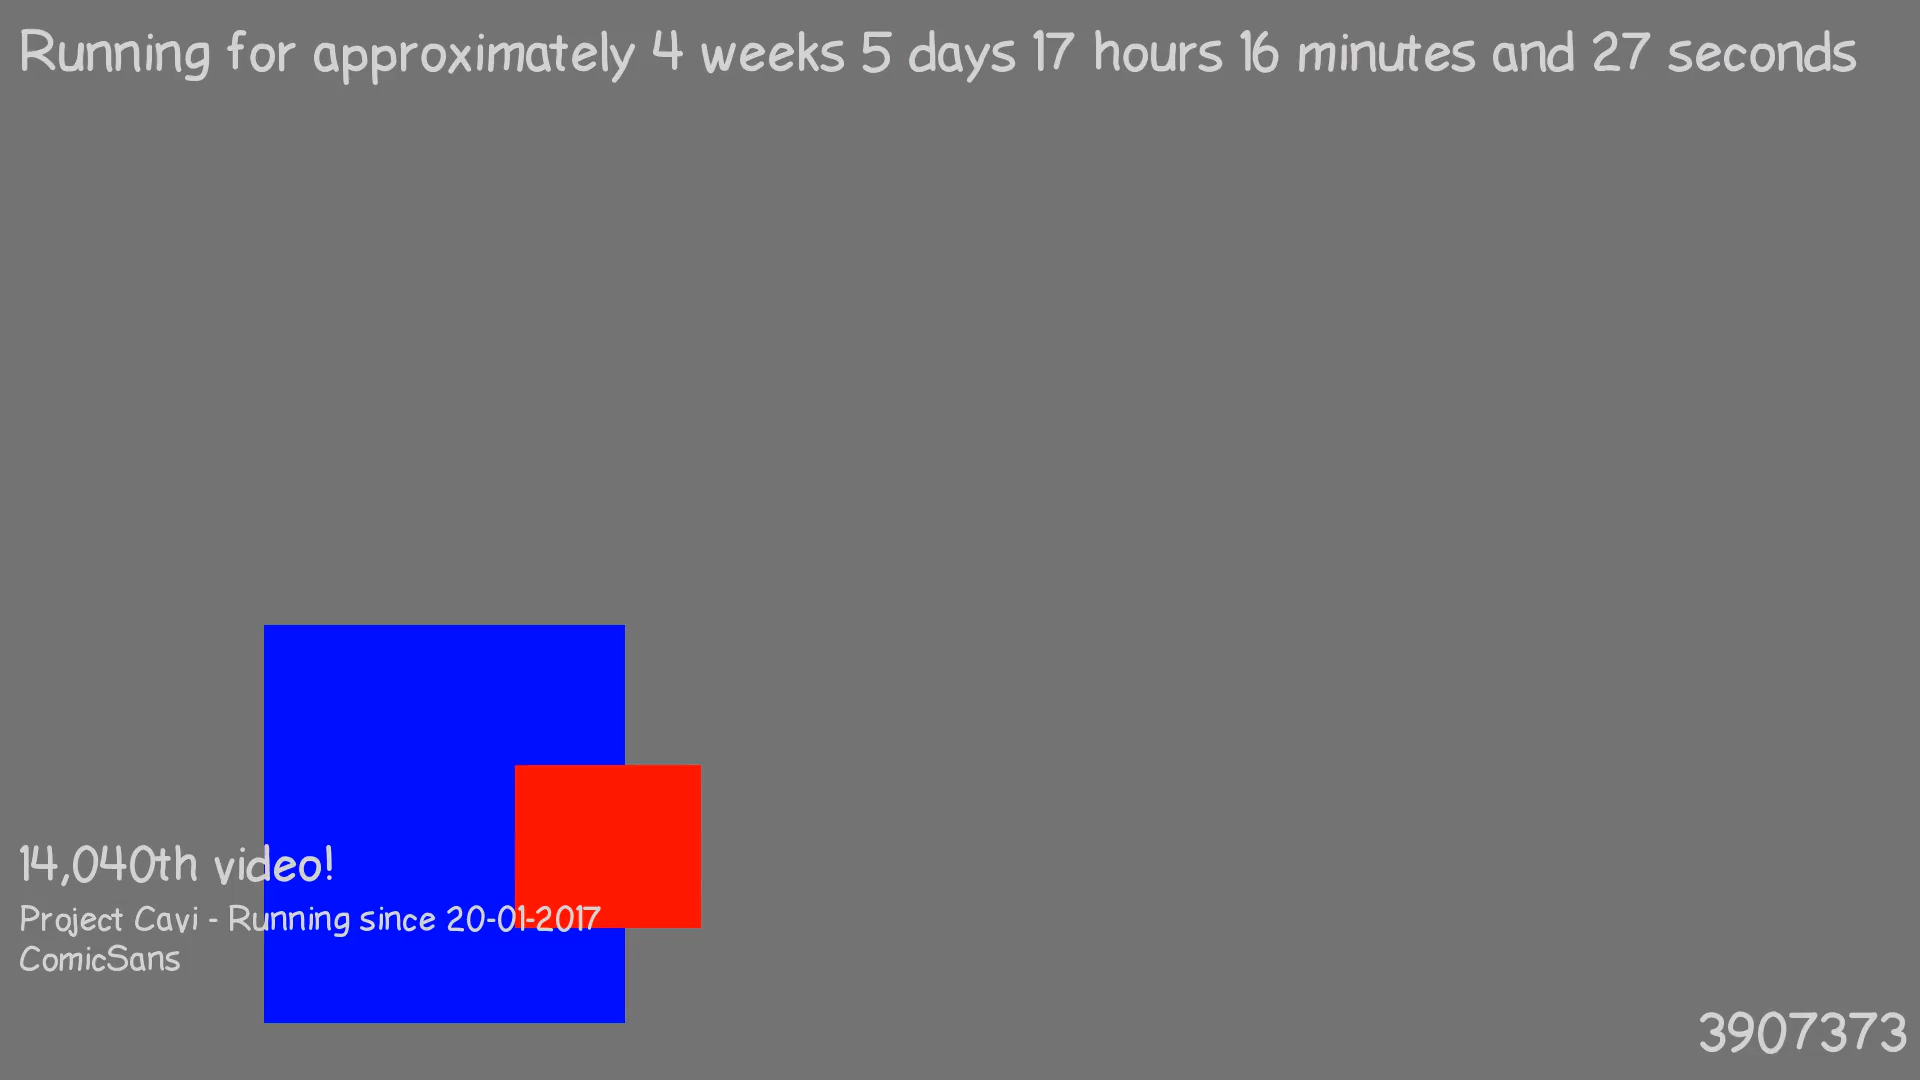 Running for approximately 4 weeks 5 days 17 hours 16 minutes and 27 seconds
14,040th video!
Project Cavi - Running since 20-01-2017
ComicSans
3907373